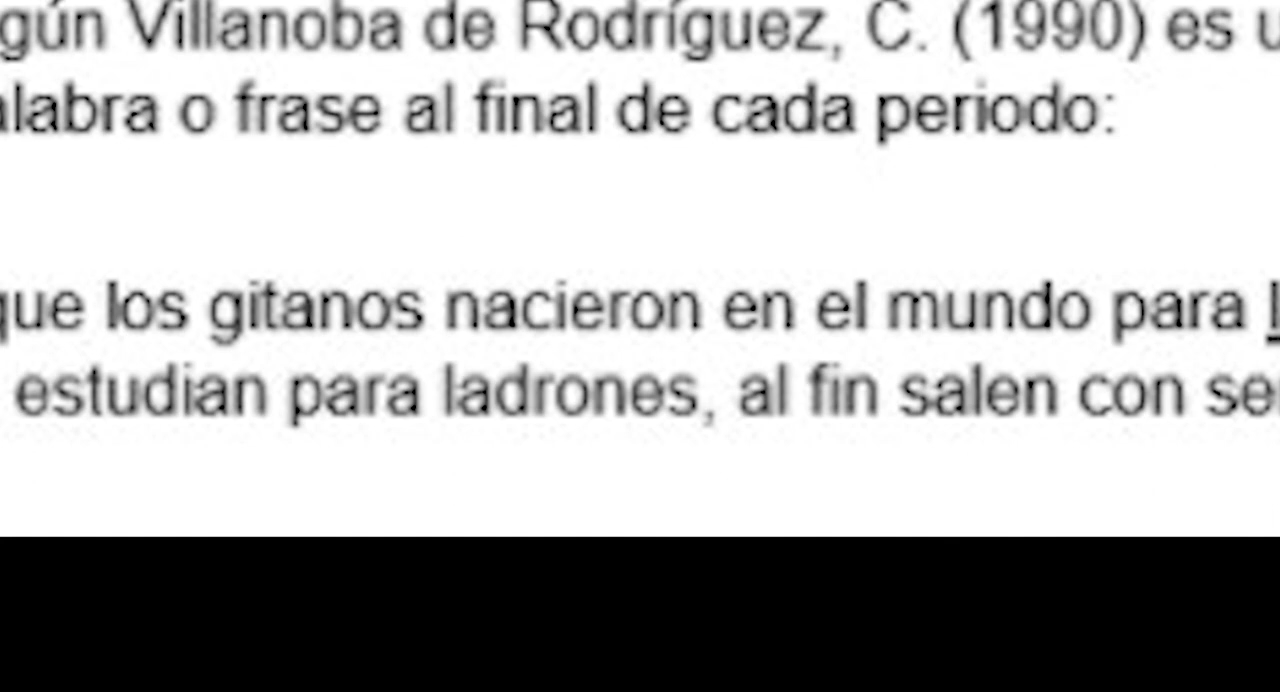 gún Villanoba de Rodríguez, C. (1990) es u
alabra o frase al final de cada periodo:
que los gitanos nacieron en el mundo para l
estudian para ladrones, al fin salen con se